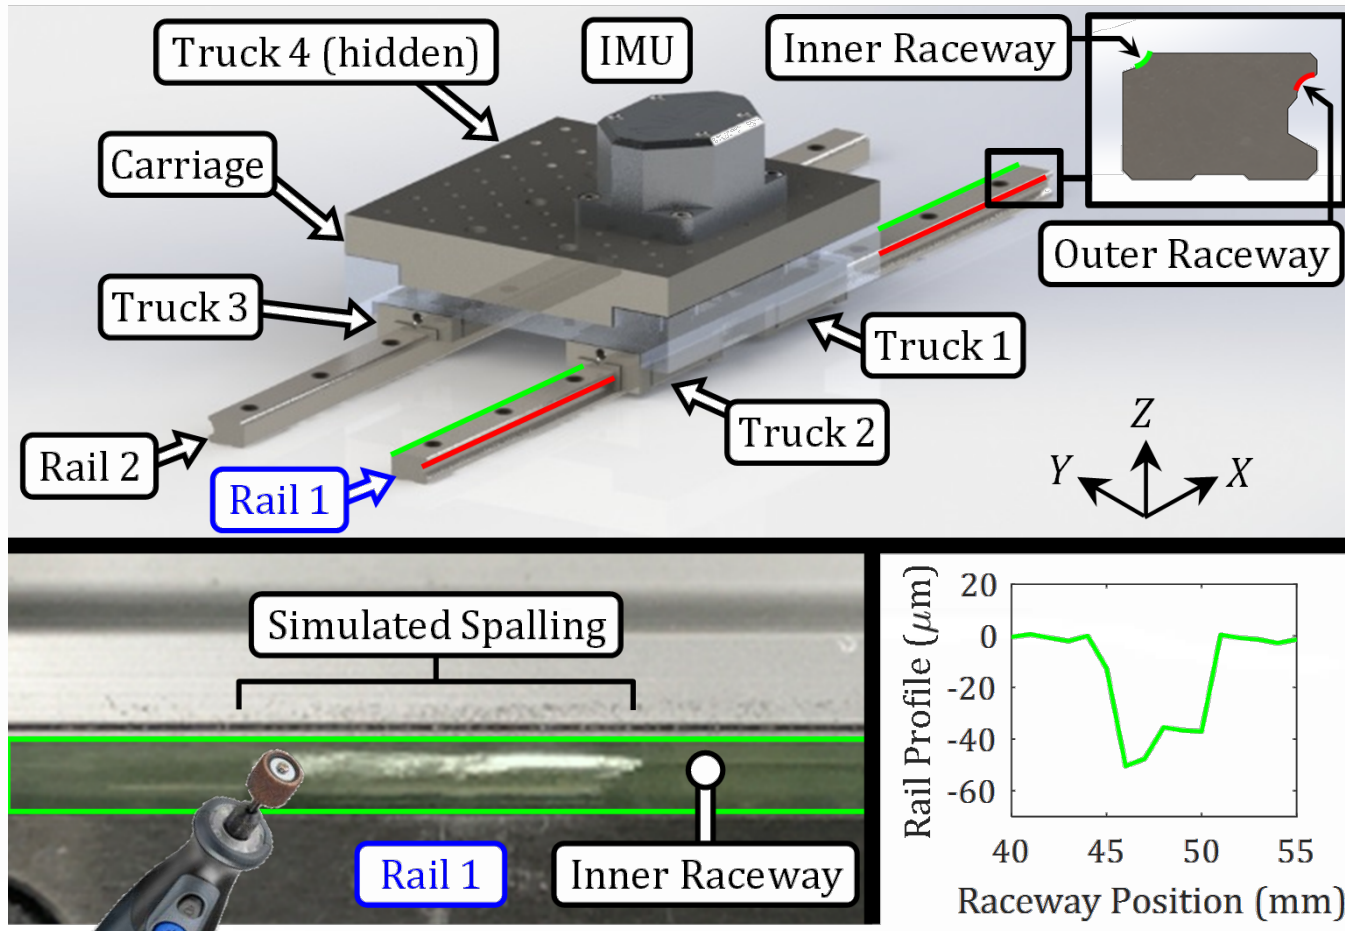 Truck 4 (hidden)
IMU
Inner Raceway
Carriage
Outer Raceway
Truck 3
Truck 1
Truck 2
Rail 2
Rail 1
Z
Y
X
Simulated Spalling
Rail 1
Inner Raceway
Rail Profile (μm)
20
0
-20
-40
-60
40 45 50 55
Raceway Position (mm)